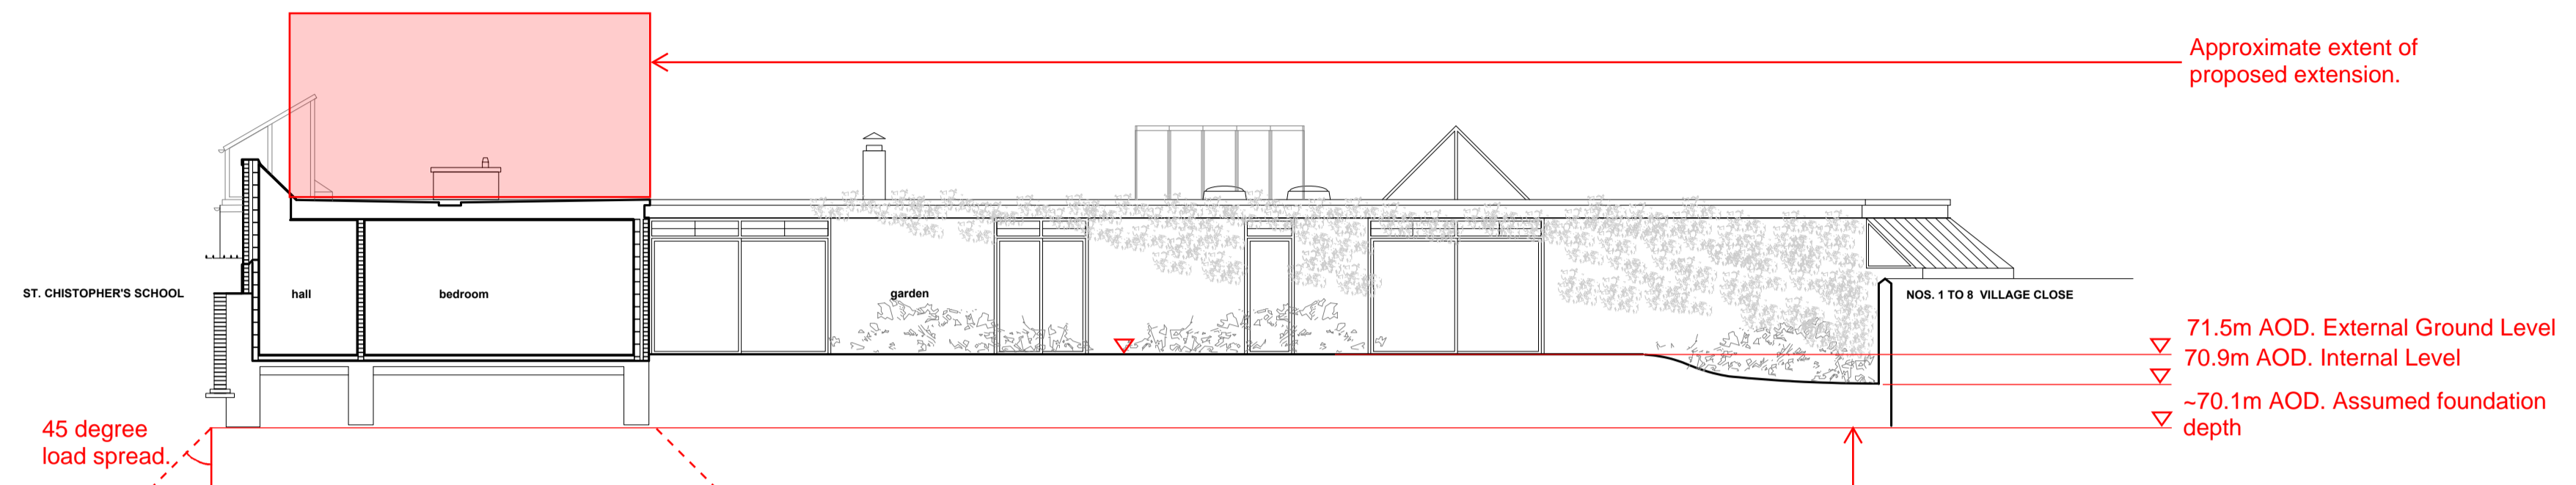 Approximate extent of
proposed extension.
ST. CHISTOPHER'S SCHOOL
hall
bedroom
garden
NOS. 1 TO 8 VILLAGE CLOSE
71.5m AOD. External Ground Level
70.9m AOD. Internal Level
~70.1m AOD. Assumed foundation
depth
45 degree
load spread.